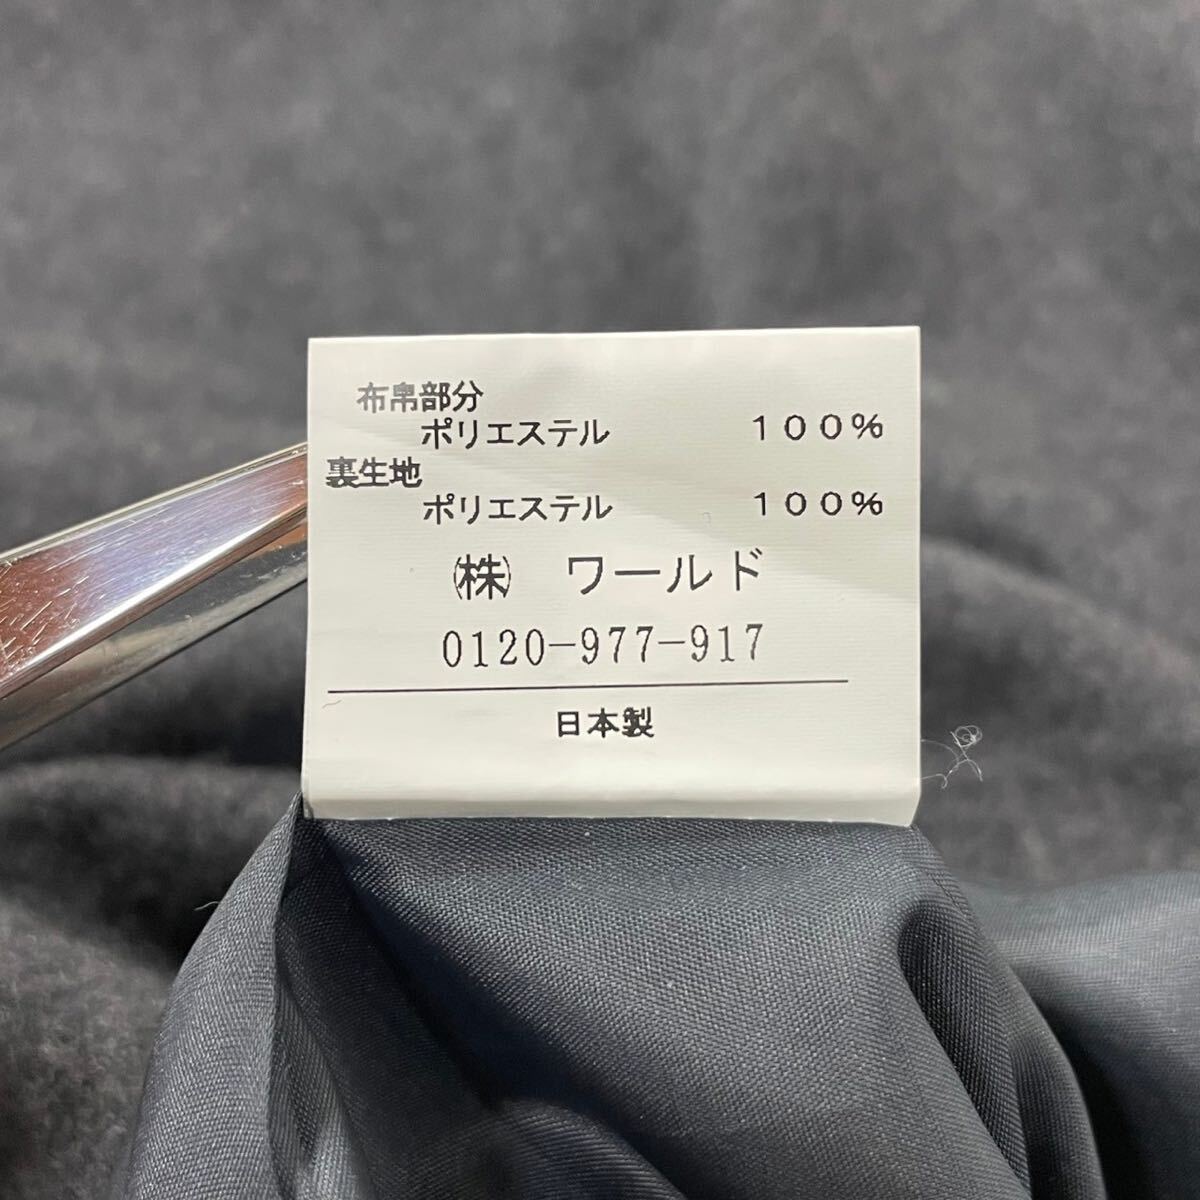 布帛部分
ポリエステル 100%
裏生地
ポリエステル 100%
㈱ ワールド
0120-977-917
日本製